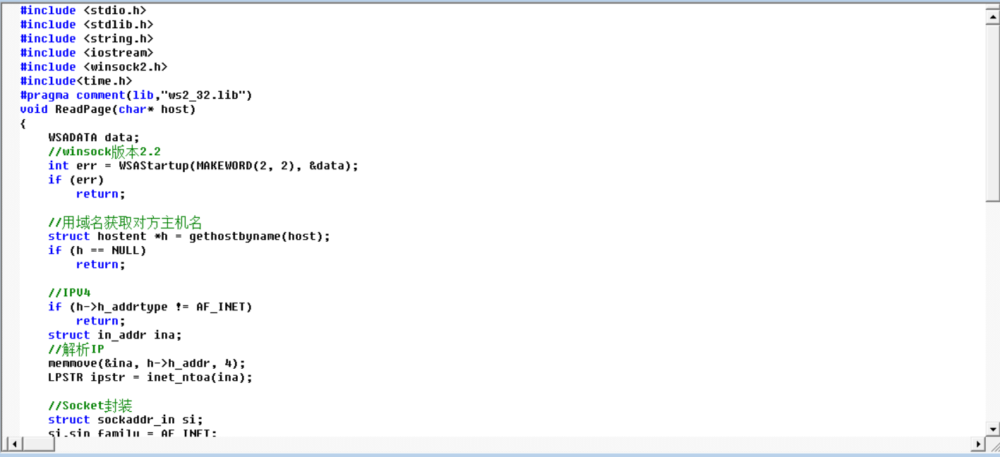 #include <stdio.h>
#include <stdlib.h>
#include <string.h>
#include <iostream>
#include <winsock2.h>
#include<time.h>
#pragma comment(lib,"ws2_32.lib")
void ReadPage(char* host)
{
    WSADATA data;
    //winsock版本2.2
    int err = WSAStartup(MAKEWORD(2, 2), &data);
    if (err)
        return;

    //用域名获取对方主机名
    struct hostent *h = gethostbyname(host);
    if (h == NULL)
        return;

    //IPV4
    if (h->h_addrtype != AF_INET)
        return;
    struct in_addr ina;
    //解析IP
    memmove(&ina, h->h_addr, 4);
    LPSTR ipstr = inet_ntoa(ina);

    //Socket封装
    struct sockaddr_in si;
    si.sin_family = AF_INET;